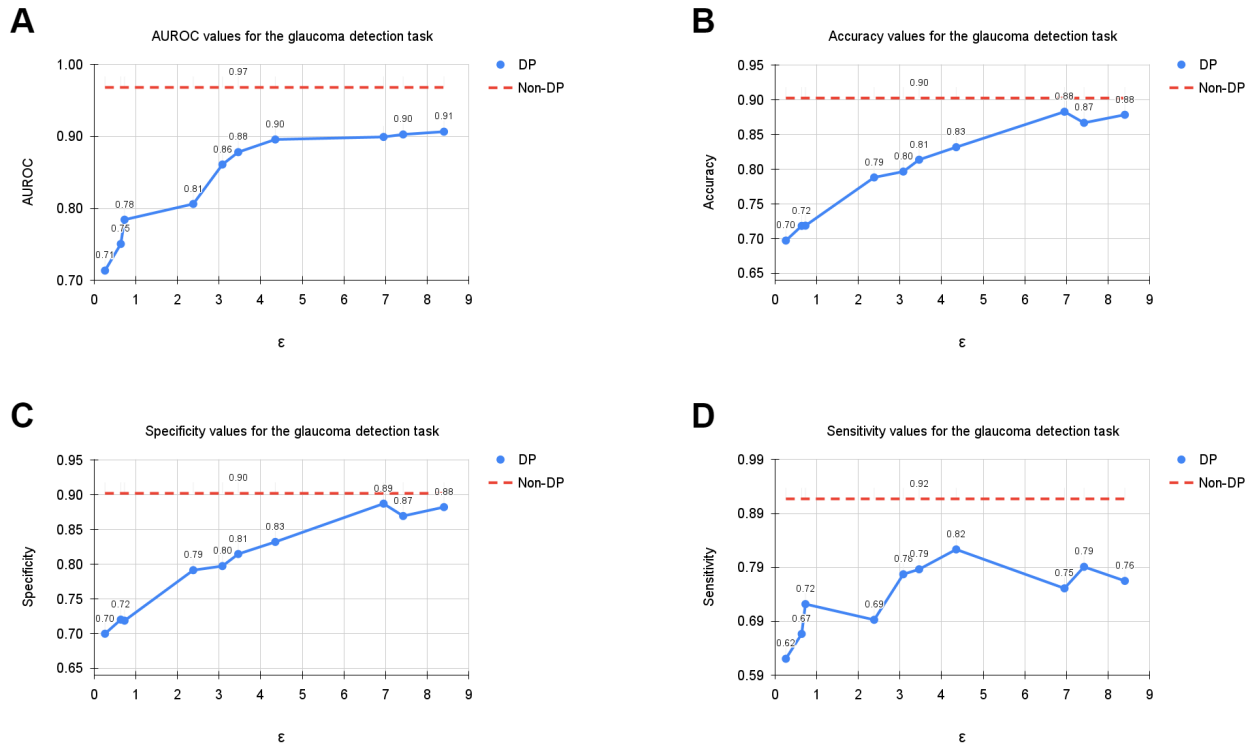 A
AUROC values for the glaucoma detection task
1.00
0.90
0.80
0.70
AUROC
0.97
0.71
0.75
0.78
0.81
0.86
0.88
0.90
0.90
0.91
0 1 2 3 4 5 6 7 8 9
ε
DP
Non-DP
B
Accuracy values for the glaucoma detection task
0.95
0.90
0.85
0.80
0.75
0.70
0.65
Accuracy
0.90
0.70
0.72
0.79
0.80
0.81
0.83
0.88
0.87
0.88
0 1 2 3 4 5 6 7 8 9
ε
DP
Non-DP
C
Specificity values for the glaucoma detection task
0.95
0.90
0.85
0.80
0.75
0.70
0.65
Specificity
0.90
0.70
0.72
0.79
0.80
0.81
0.83
0.89
0.87
0.88
0 1 2 3 4 5 6 7 8 9
ε
DP
Non-DP
D
Sensitivity values for the glaucoma detection task
0.99
0.89
0.79
0.69
0.59
Sensitivity
0.92
0.62
0.67
0.72
0.69
0.78
0.79
0.82
0.75
0.79
0.76
0 1 2 3 4 5 6 7 8 9
ε
DP
Non-DP